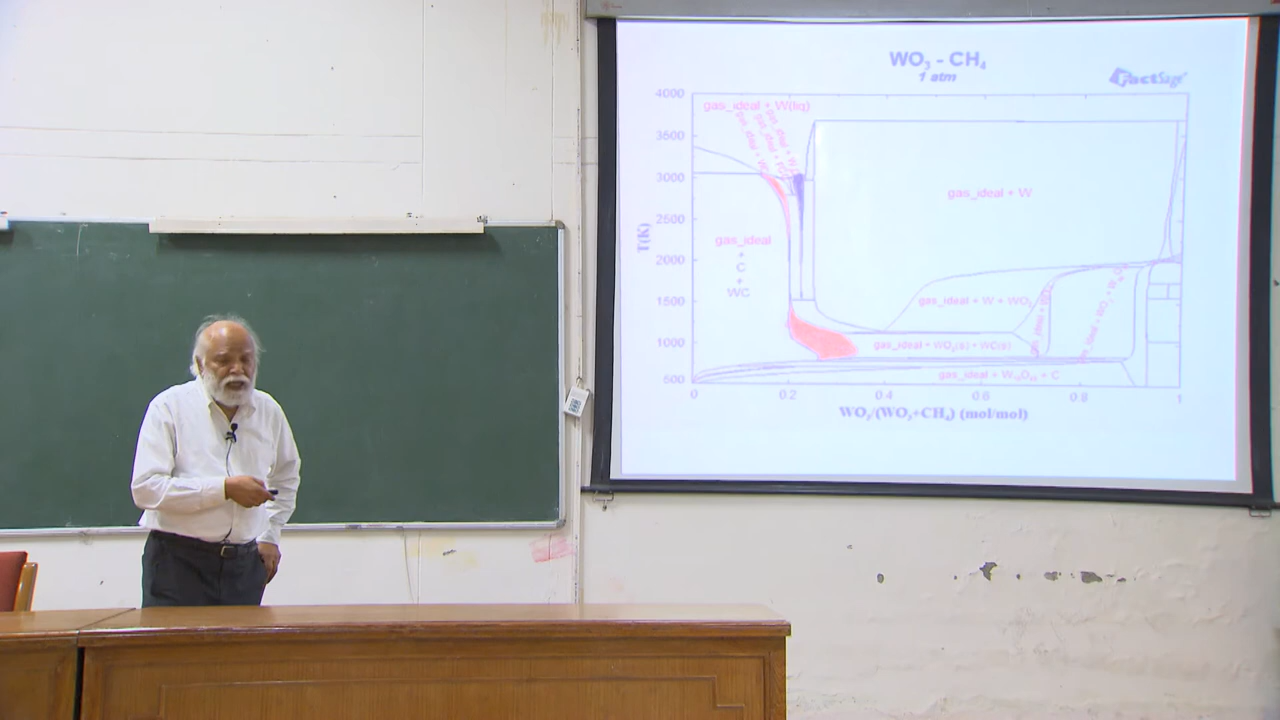 WO3 - CH4
1 atm
FactSage
4000
3500
3000
2500
2000
1500
1000
600
T(K)
gas_ideal + W(liq)
gas_ideal + W
gas_ideal
+
C
+
WC
gas_ideal + W + WO2
gas_ideal + WO2(s) + WC(s)
gas_ideal + W18O49 + C
0
0.2
0.4
0.6
0.8
1
WO3/(WO3+CH4) (mol/mol)